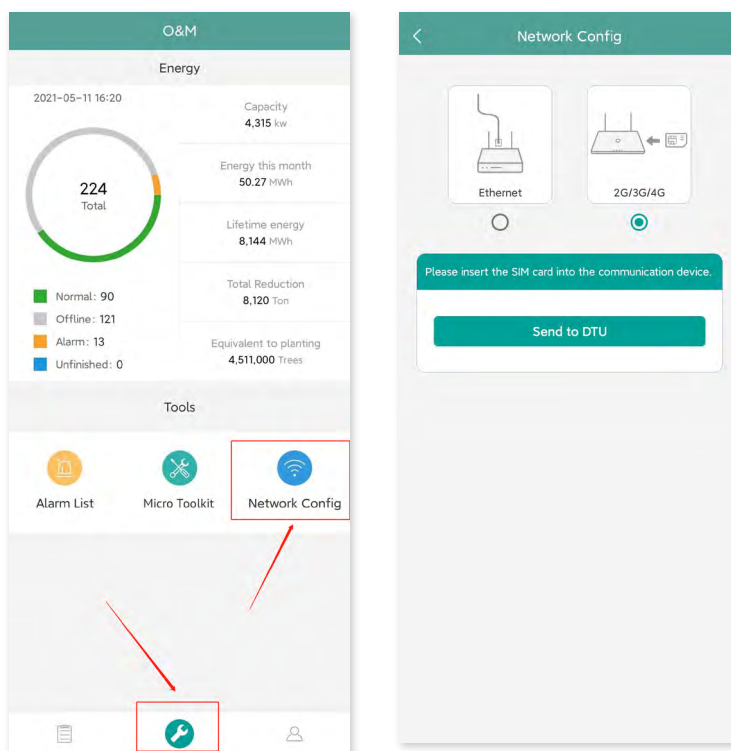 O&M
Energy
2021-05-11 16:20
224
Total
Normal: 90
Offline: 121
Alarm: 13
Unfinished: 0
Capacity
4,315 kw
Energy this month
50.27 MWh
Lifetime energy
8,144 MWh
Total Reduction
8,120 Ton
Equivalent to planting
4,511,000 Trees
Tools
Alarm List
Micro Toolkit
Network Config
Network Config
Ethernet
2G/3G/4G
Please insert the SIM card into the communication device.
Send to DTU